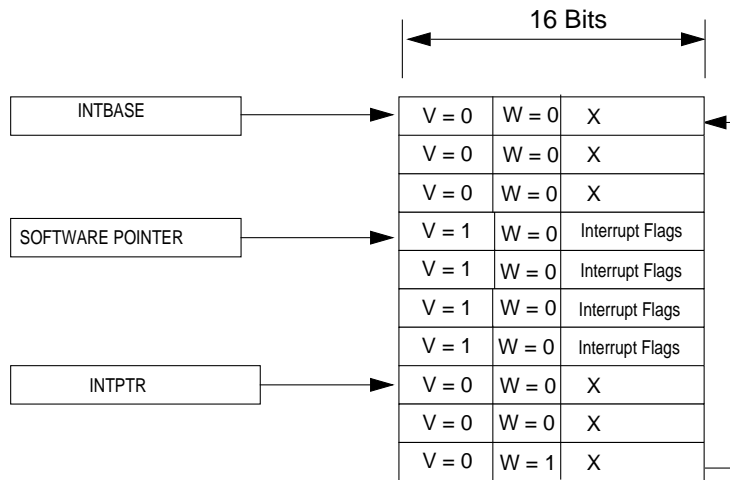 16 Bits
INTBASE
V = 0 W = 0 X
V = 0 W = 0 X
V = 0 W = 0 X
SOFTWARE POINTER
V = 1 W = 0 Interrupt Flags
V = 1 W = 0 Interrupt Flags
V = 1 W = 0 Interrupt Flags
V = 1 W = 0 Interrupt Flags
INTPTR
V = 0 W = 0 X
V = 0 W = 0 X
V = 0 W = 1 X